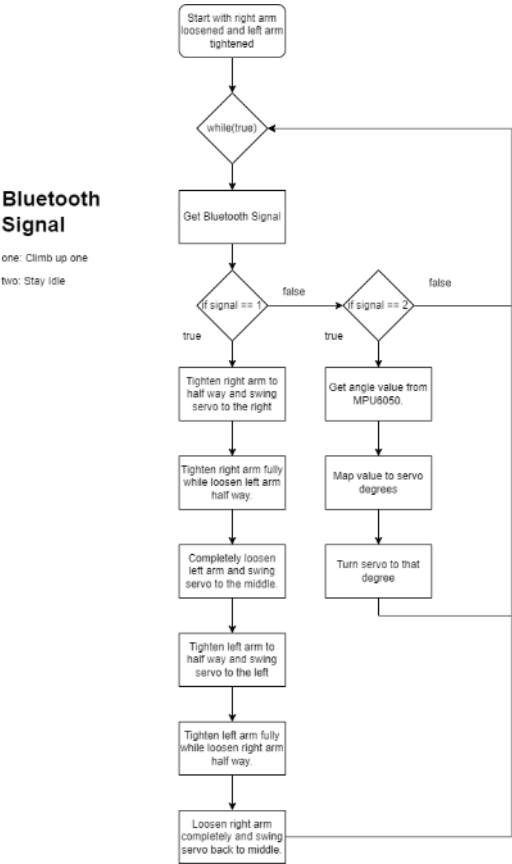 Start with right arm
loosened and left arm
tightened
while(true)
Bluetooth
Signal
one: Climb up one
two: Stay Idle
Get Bluetooth Signal
if signal == 1
false
if signal == 2
false
true
true
Tighten right arm to
half way and swing
servo to the right
Get angle value from
MPU6050.
Tighten right arm fully
while loosen left arm
half way.
Map value to servo
degrees
Completely loosen
left arm and swing
servo to the middle.
Turn servo to that
degree
Tighten left arm to
half way and swing
servo to the left
Tighten left arm fully
while loosen right arm
half way.
Loosen right arm
completely and swing
servo back to middle.